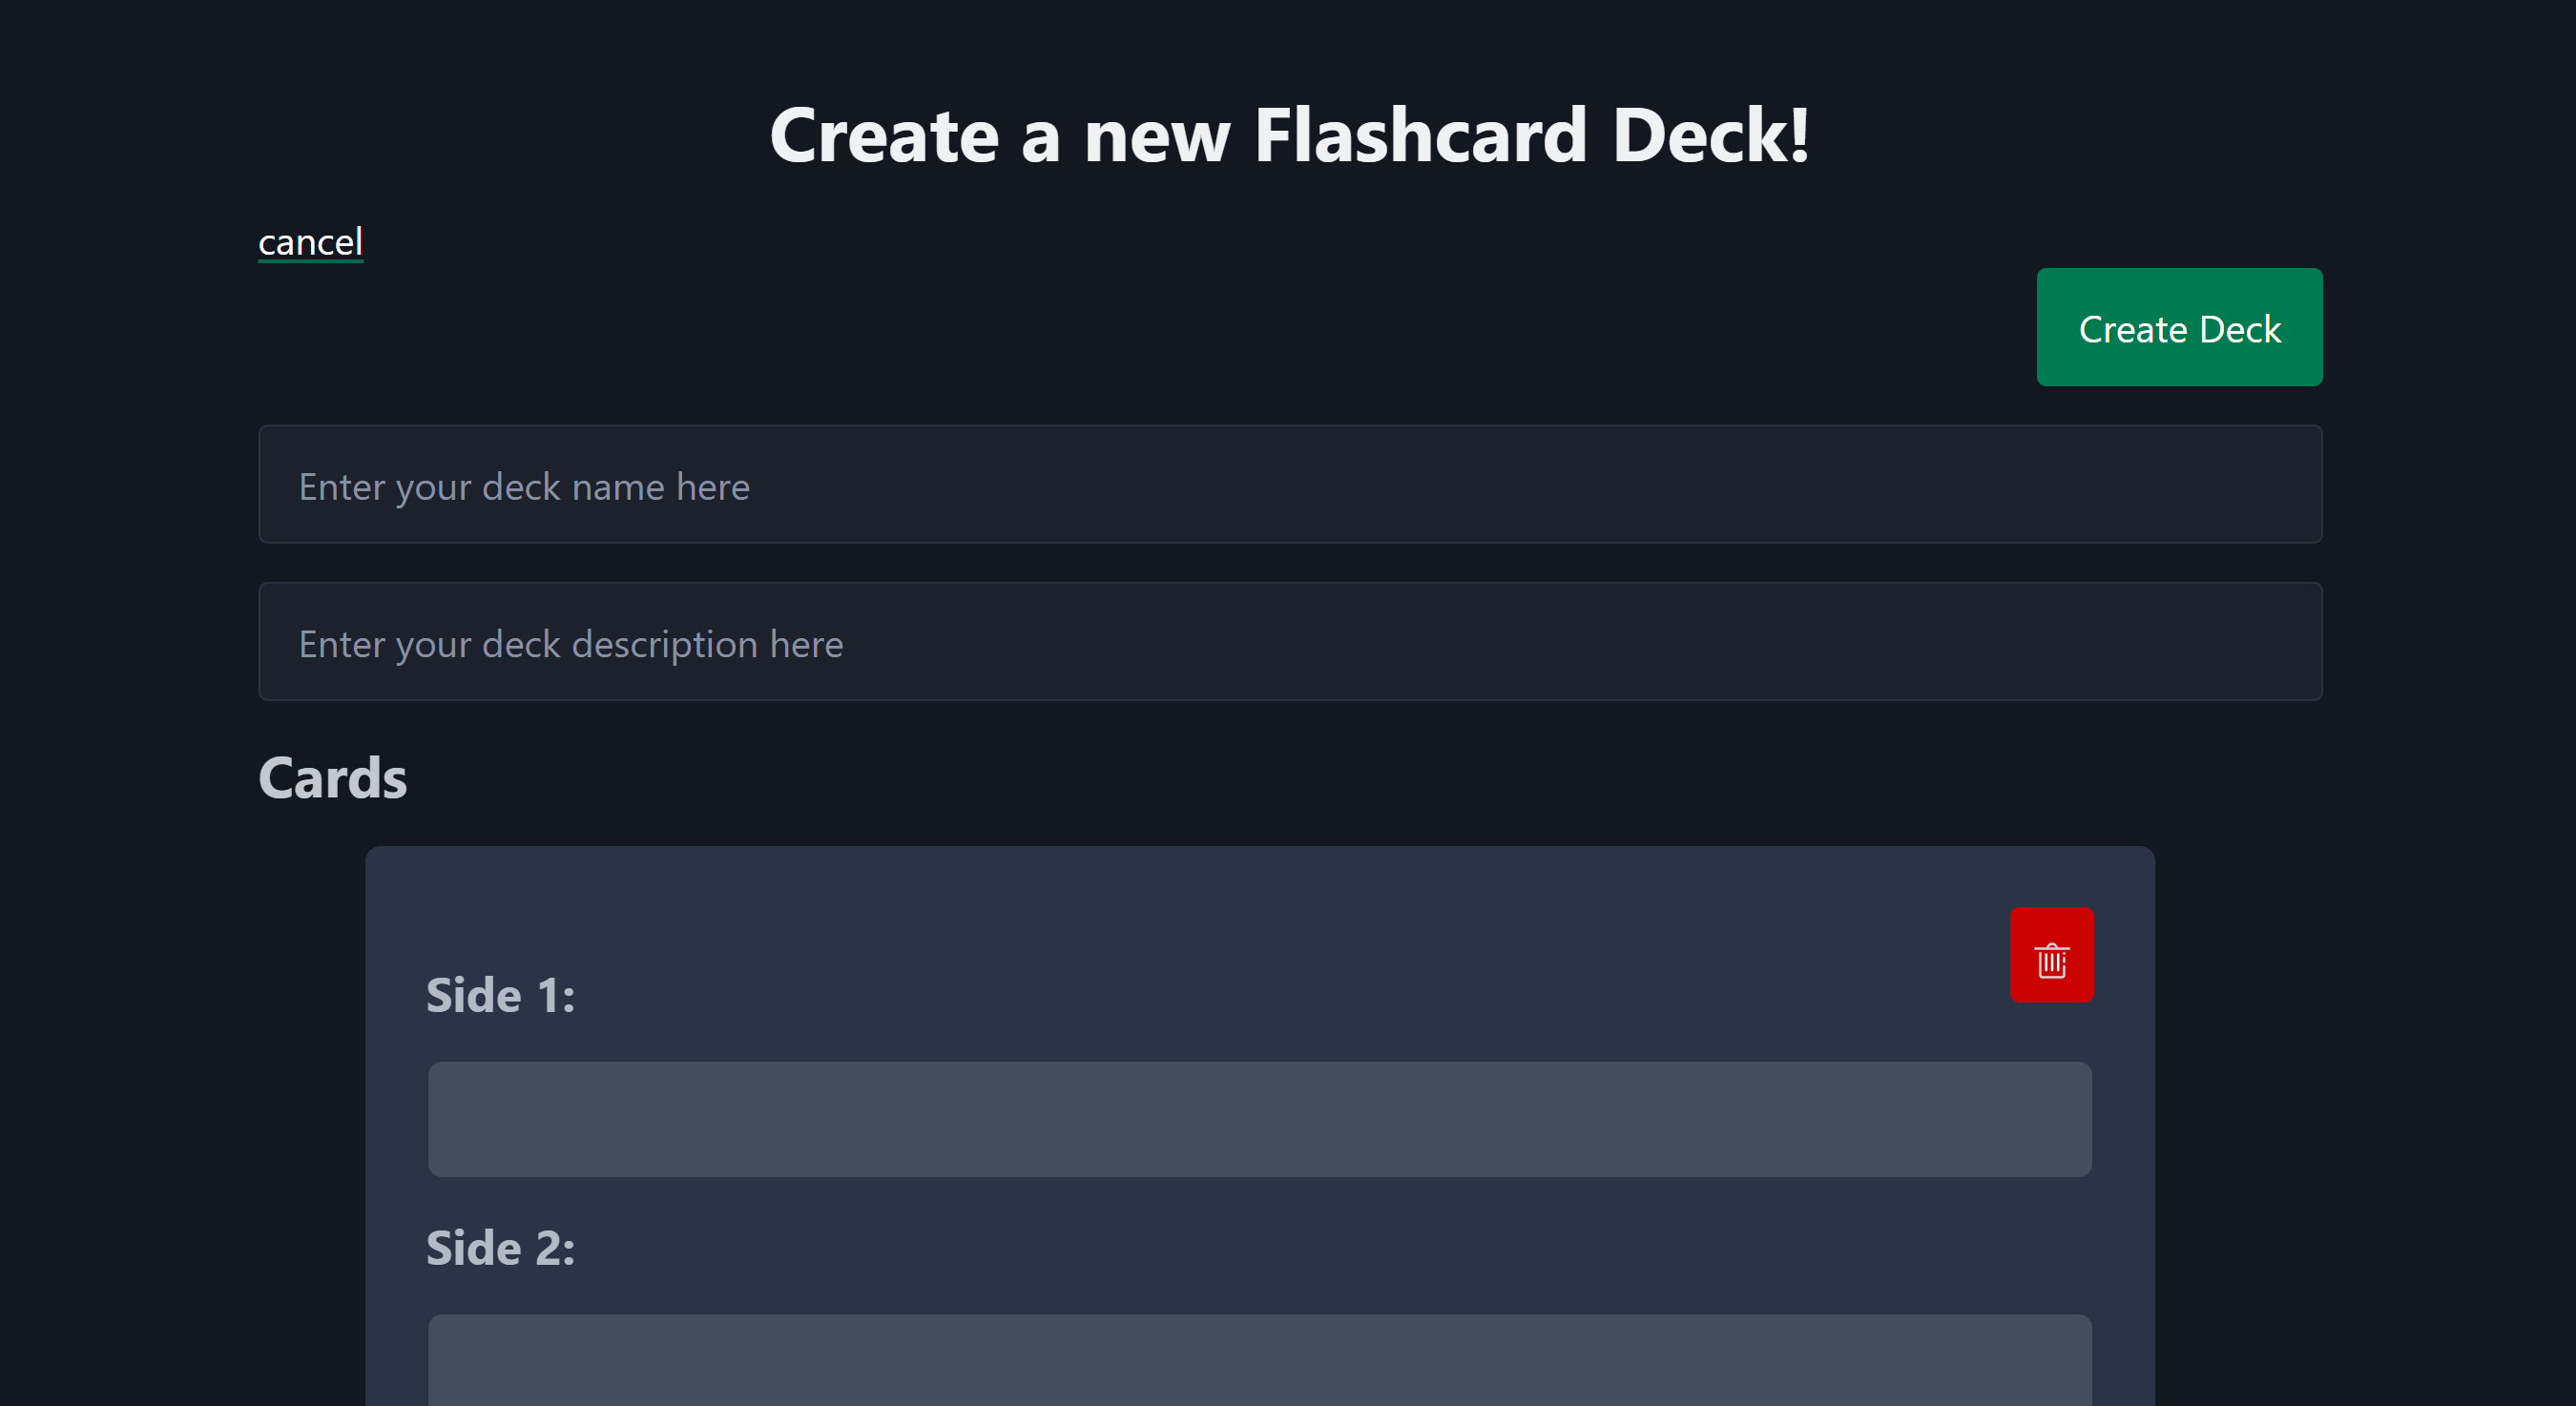 Create a new Flashcard Deck!
cancel
Create Deck
Enter your deck name here
Enter your deck description here
Cards
Side 1:
Side 2: